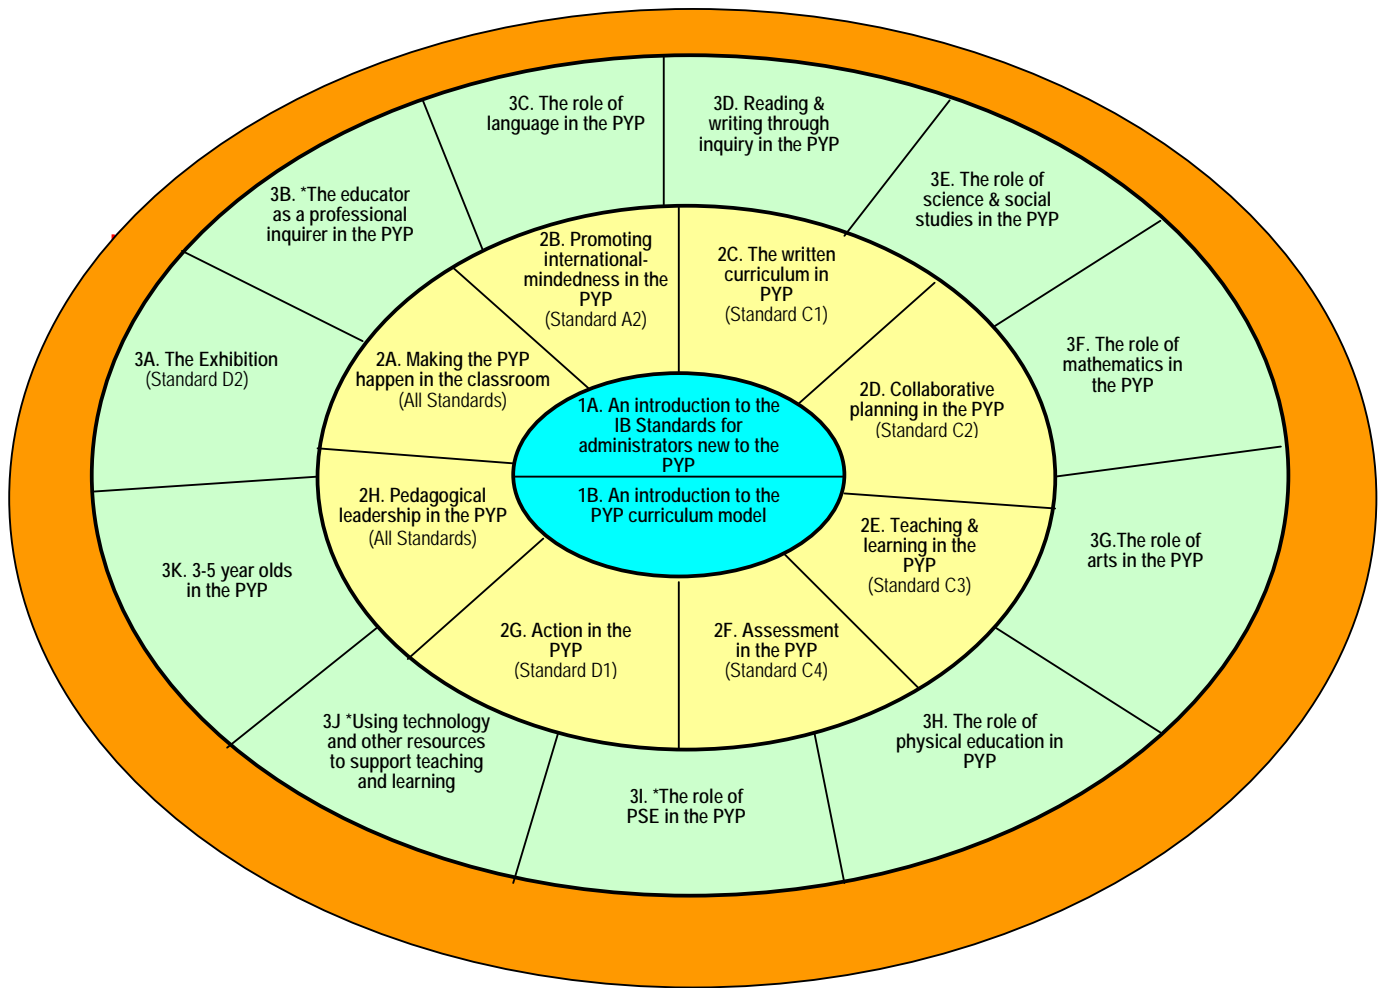 3C. The role of
language in the PYP
3D. Reading &
writing through
inquiry in the PYP
3B. *The educator
as a professional
inquirer in the PYP
3E. The role of
science & social
studies in the PYP
2B. Promoting
international-
mindedness in the
PYP
(Standard A2)
2C. The written
curriculum in
PYP
(Standard C1)
3A. The Exhibition
(Standard D2)
2A. Making the PYP
happen in the classroom
(All Standards)
3F. The role of
mathematics in
the PYP
2D. Collaborative
planning in the PYP
(Standard C2)
1A. An introduction to the
IB Standards for
administrators new to the
PYP
1B. An introduction to the
PYP curriculum model
2H. Pedagogical
leadership in the PYP
(All Standards)
2E. Teaching &
learning in the
PYP
(Standard C3)
3G.The role of
arts in the PYP
3K. 3-5 year olds
in the PYP
2G. Action in the
PYP
(Standard D1)
2F. Assessment
in the PYP
(Standard C4)
3J *Using technology
and other resources
to support teaching
and learning
3H. The role of
physical education in
PYP
3I. *The role of
PSE in the PYP